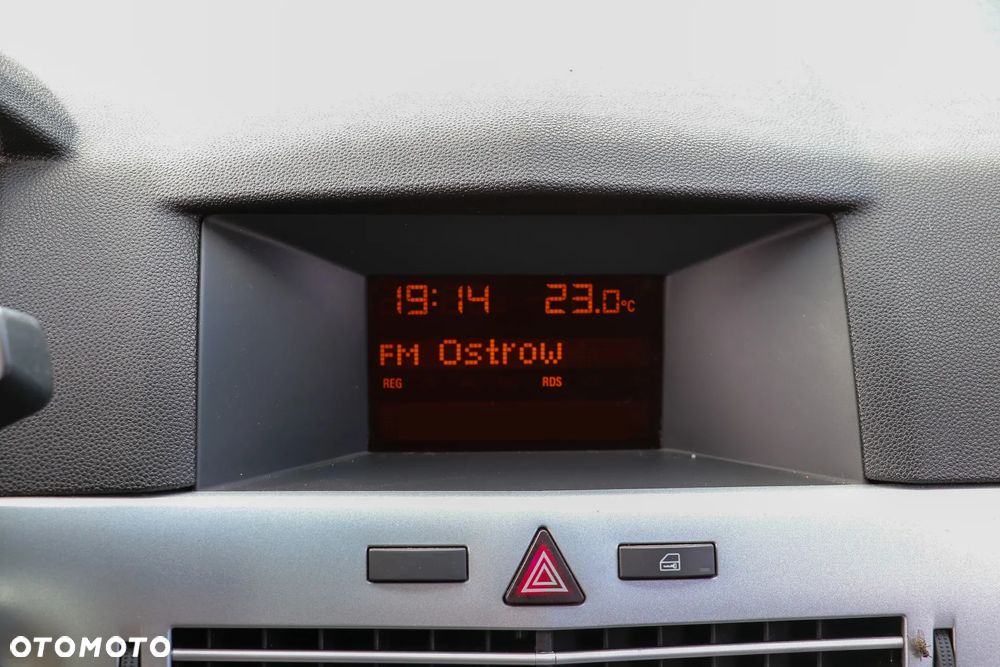 19:14 23.0°C
FM Ostrow
REG RDS
OTOMOTO